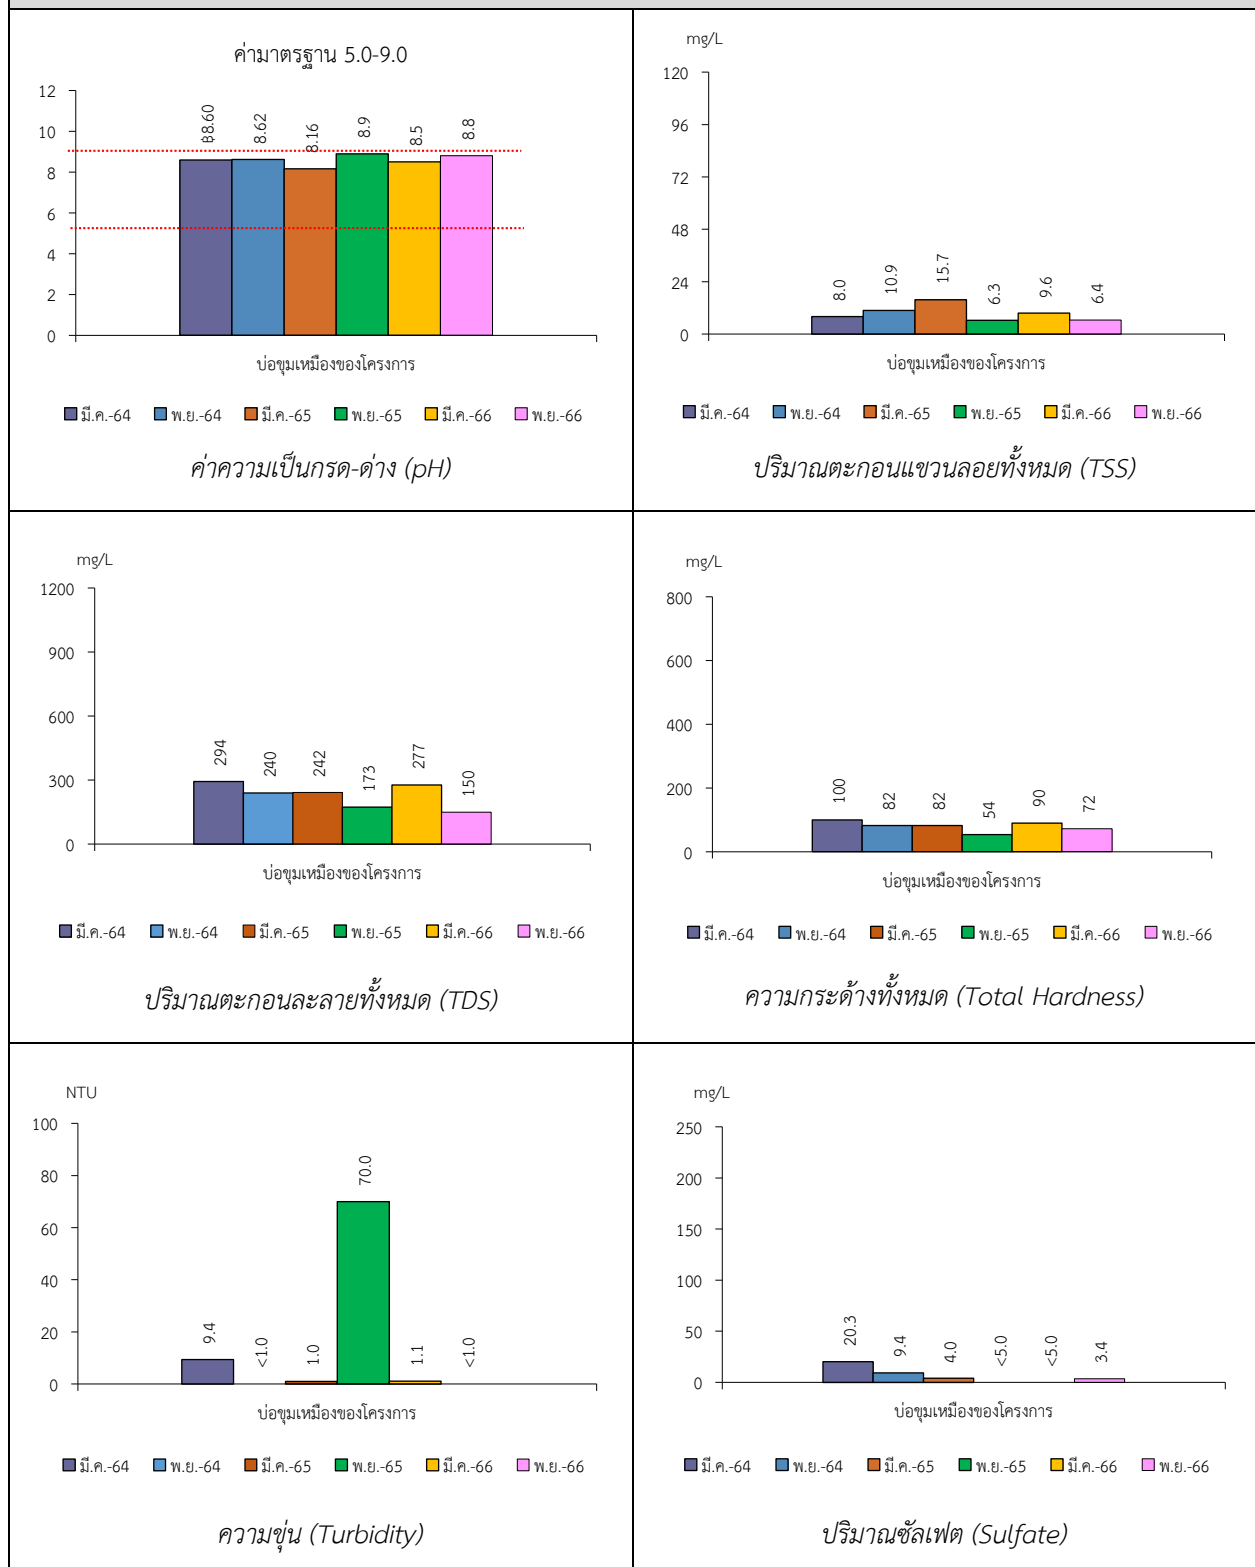 ค่ามาตรฐาน 5.0-9.0
12
10
8
6
4
2
0
฿8.60
8.62
8.16
8.9
8.5
8.8
บ่อขุมเหมืองของโครงการ
มี.ค.-64 พ.ย.-64 มี.ค.-65 พ.ย.-65 มี.ค.-66 พ.ย.-66
ค่าความเป็นกรด-ด่าง (pH)
mg/L
120
96
72
48
24
0
8.0
10.9
15.7
6.3
9.6
6.4
บ่อขุมเหมืองของโครงการ
มี.ค.-64 พ.ย.-64 มี.ค.-65 พ.ย.-65 มี.ค.-66 พ.ย.-66
ปริมาณตะกอนแขวนลอยทั้งหมด (TSS)
mg/L
1200
900
600
300
0
294
240
242
173
277
150
บ่อขุมเหมืองของโครงการ
มี.ค.-64 พ.ย.-64 มี.ค.-65 พ.ย.-65 มี.ค.-66 พ.ย.-66
ปริมาณตะกอนละลายทั้งหมด (TDS)
mg/L
800
600
400
200
0
100
82
82
54
90
72
บ่อขุมเหมืองของโครงการ
มี.ค.-64 พ.ย.-64 มี.ค.-65 พ.ย.-65 มี.ค.-66 พ.ย.-66
ความกระด้างทั้งหมด (Total Hardness)
NTU
100
80
60
40
20
0
9.4
<1.0
1.0
70.0
1.1
<1.0
บ่อขุมเหมืองของโครงการ
มี.ค.-64 พ.ย.-64 มี.ค.-65 พ.ย.-65 มี.ค.-66 พ.ย.-66
ความขุ่น (Turbidity)
mg/L
250
200
150
100
50
0
20.3
9.4
4.0
<5.0
<5.0
3.4
บ่อขุมเหมืองของโครงการ
มี.ค.-64 พ.ย.-64 มี.ค.-65 พ.ย.-65 มี.ค.-66 พ.ย.-66
ปริมาณซัลเฟต (Sulfate)